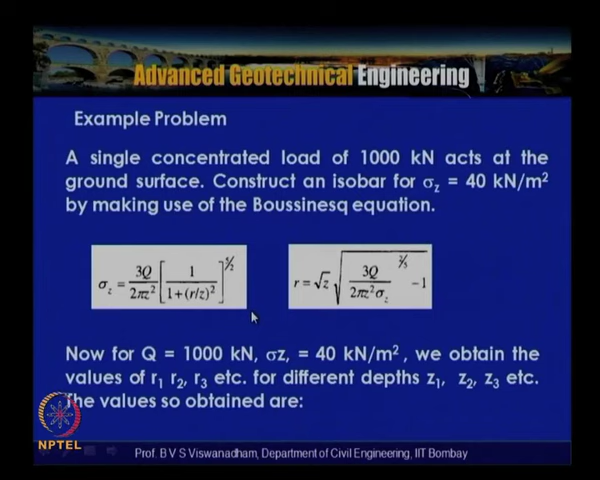 Advanced Geotechnical Engineering
Example Problem
A single concentrated load of 1000 kN acts at the
ground surface. Construct an isobar for σz = 40 kN/m²
by making use of the Boussinesq equation.
σz = 3Q/2πz² [1/1+(r/z)²]^5/2
r = √z √(3Q/2πz²σz)^2/5 −1
Now for Q = 1000 kN, σz, = 40 kN/m² , we obtain the
values of r₁ r₂, r₃ etc. for different depths z₁, z₂, z₃ etc.
The values so obtained are:
NPTEL
Prof. B V S Viswanadham, Department of Civil Engineering, IIT Bombay